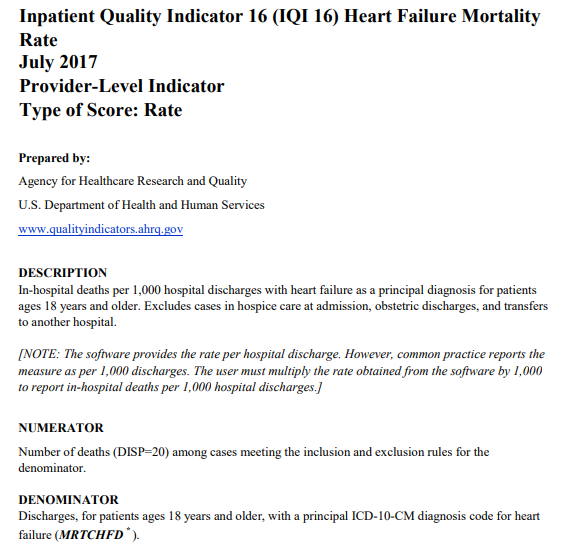 Inpatient Quality Indicator 16 (IQI 16) Heart Failure Mortality
Rate
July 2017
Provider-Level Indicator
Type of Score: Rate
Prepared by:
Agency for Healthcare Research and Quality
U.S. Department of Health and Human Services
www.qualityindicators.ahrq.gov
DESCRIPTION
In-hospital deaths per 1,000 hospital discharges with heart failure as a principal diagnosis for patients
ages 18 years and older. Excludes cases in hospice care at admission, obstetric discharges, and transfers
to another hospital.
[NOTE: The software provides the rate per hospital discharge. However, common practice reports the
measure as per 1,000 discharges. The user must multiply the rate obtained from the software by 1,000
to report in-hospital deaths per 1,000 hospital discharges.]
NUMERATOR
Number of deaths (DISP=20) among cases meeting the inclusion and exclusion rules for the
denominator.
DENOMINATOR
Discharges, for patients ages 18 years and older, with a principal ICD-10-CM diagnosis code for heart
failure (MRTCHFD*).